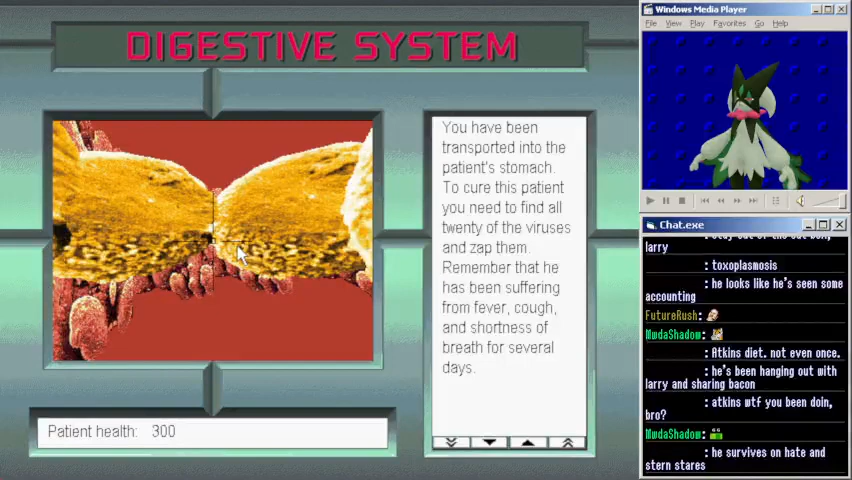 DIGESTIVE SYSTEM
You have been
transported into the
patient's stomach.
To cure this patient
you need to find all
twenty of the viruses
and zap them.
Remember that he
has been suffering
from fever, cough,
and shortness of
breath for several
days.
Patient health: 300
Windows Media Player
File View Play Favorites Go Help
Chat.exe
larry
: toxoplasmosis
: he looks like he's seen some
accounting
FutureRush:
MwdaShadow:
: Atkins diet. not even once.
: he's been hanging out with
larry and sharing bacon
: atkins wtf you been doin,
bro?
MwdaShadow:
: he survives on hate and
stern stares